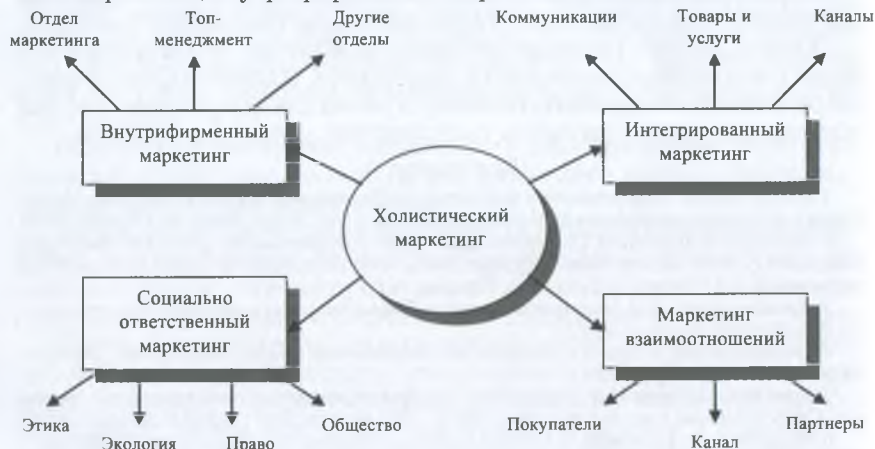 Отдел
маркетинга
Топ-
менеджмент
Другие
отделы
Коммуникации
Товары и
услуги
Каналы
Внутрифирменный
маркетинг
Интегрированный
маркетинг
Холистический
маркетинг
Социально
ответственный
маркетинг
Маркетинг
взаимоотношений
Этика
Экология
Право
Общество
Покупатели
Канал
Партнеры